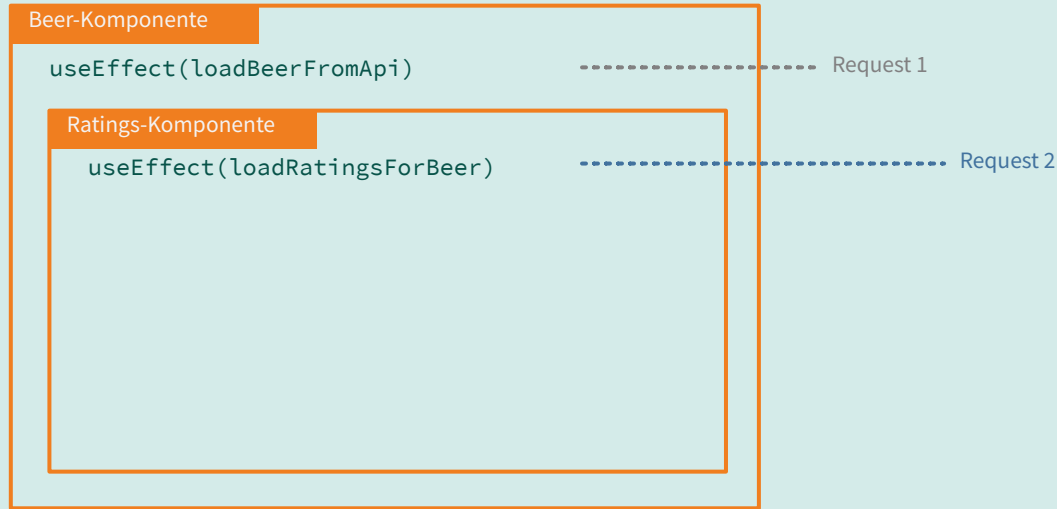 Beer-Komponente
useEffect(loadBeerFromApi)
Request 1
Ratings-Komponente
useEffect(loadRatingsForBeer)
Request 2